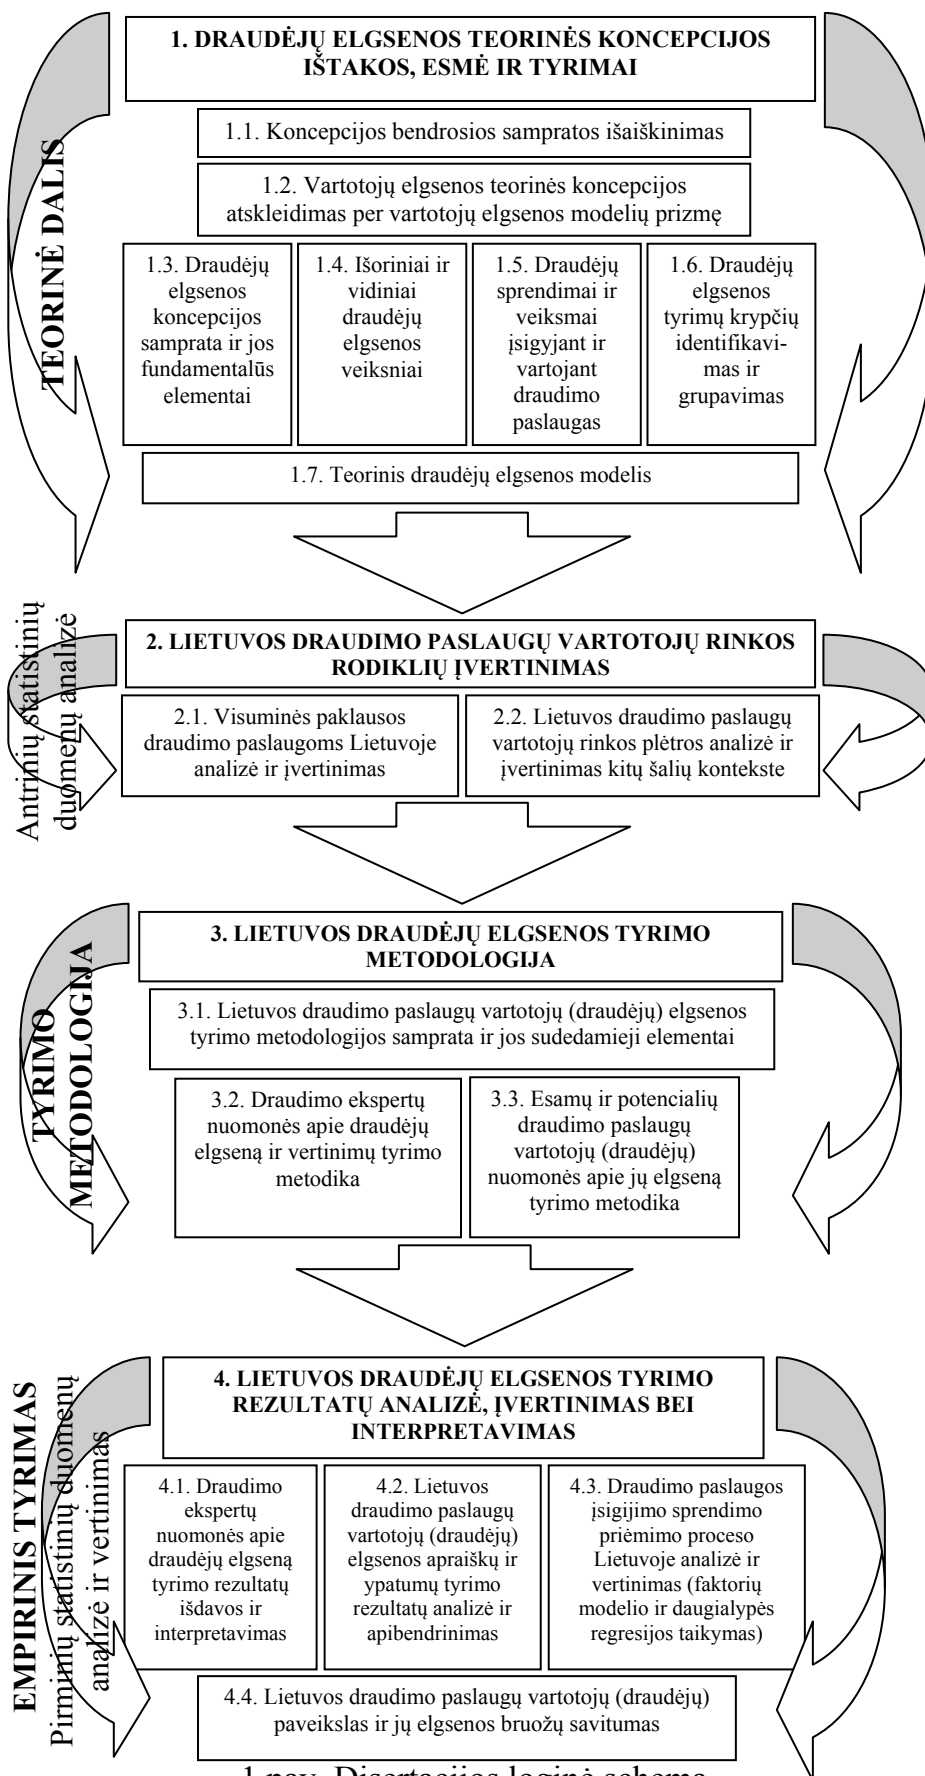 TEORINĖ DALIS
1. DRAUDĖJŲ ELGSENOS TEORINĖS KONCEPCIJOS
IŠTAKOS, ESMĖ IR TYRIMAI
1.1. Koncepcijos bendrosios sampratos išaiškinimas
1.2. Vartotojų elgsenos teorinės koncepcijos
atskleidimas per vartotojų elgsenos modelių prizmę
1.3. Draudėjų
elgsenos
koncepcijos
samprata ir jos
fundamentalūs
elementai
1.4. Išoriniai ir
vidiniai
draudėjų
elgsenos
veiksniai
1.5. Draudėjų
sprendimai ir
veiksmai
įsigyjant ir
vartojant
draudimo
paslaugas
1.6. Draudėjų
elgsenos
tyrimų krypčių
identifikavi-
mas ir
grupavimas
1.7. Teorinis draudėjų elgsenos modelis
Antrinių statistinių
duomenų analizė
2. LIETUVOS DRAUDIMO PASLAUGŲ VARTOTOJŲ RINKOS
RODIKLIŲ ĮVERTINIMAS
2.1. Visuminės paklausos
draudimo paslaugoms Lietuvoje
analizė ir įvertinimas
2.2. Lietuvos draudimo paslaugų
vartotojų rinkos plėtros analizė ir
įvertinimas kitų šalių kontekste
TYRIMO
METODOLOGIJA
3. LIETUVOS DRAUDĖJŲ ELGSENOS TYRIMO
METODOLOGIJA
3.1. Lietuvos draudimo paslaugų vartotojų (draudėjų) elgsenos
tyrimo metodologijos samprata ir jos sudedamieji elementai
3.2. Draudimo ekspertų
nuomonės apie draudėjų
elgseną ir vertinimų tyrimo
metodika
3.3. Esamų ir potencialių
draudimo paslaugų
vartotojų (draudėjų)
nuomonės apie jų elgseną
tyrimo metodika
EMPIRINIS TYRIMAS
Pirminių statistinių duomenų
analizė ir vertinimas
4. LIETUVOS DRAUDĖJŲ ELGSENOS TYRIMO
REZULTATŲ ANALIZĖ, ĮVERTINIMAS BEI
INTERPRETAVIMAS
4.1. Draudimo
ekspertų
nuomonės apie
draudėjų elgseną
tyrimo rezultatų
išdavos ir
interpretavimas
4.2. Lietuvos
draudimo paslaugų
vartotojų (draudėjų)
elgsenos apraiškų ir
ypatumų tyrimo
rezultatų analizė ir
apibendrinimas
4.3. Draudimo paslaugos
įsigijimo sprendimo
priėmimo proceso
Lietuvoje analizė ir
vertinimas (faktorių
modelio ir daugialypės
regresijos taikymas)
4.4. Lietuvos draudimo paslaugų vartotojų (draudėjų)
paveikslas ir jų elgsenos bruožų savitumas
1 pav. Disertacijos loginė schema